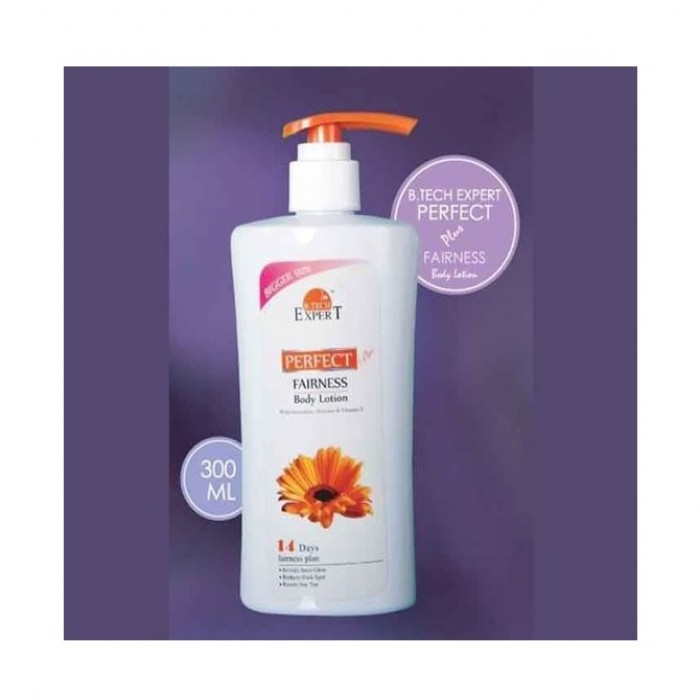 B.TECH EXPERT
PERFECT
Plus
FAIRNESS
Body Lotion
BIGGER SIZE
B.TECH
EXPERT
PERFECT
FAIRNESS
Body Lotion
& Vitamin E
14 Days
fairness plan
300
ML